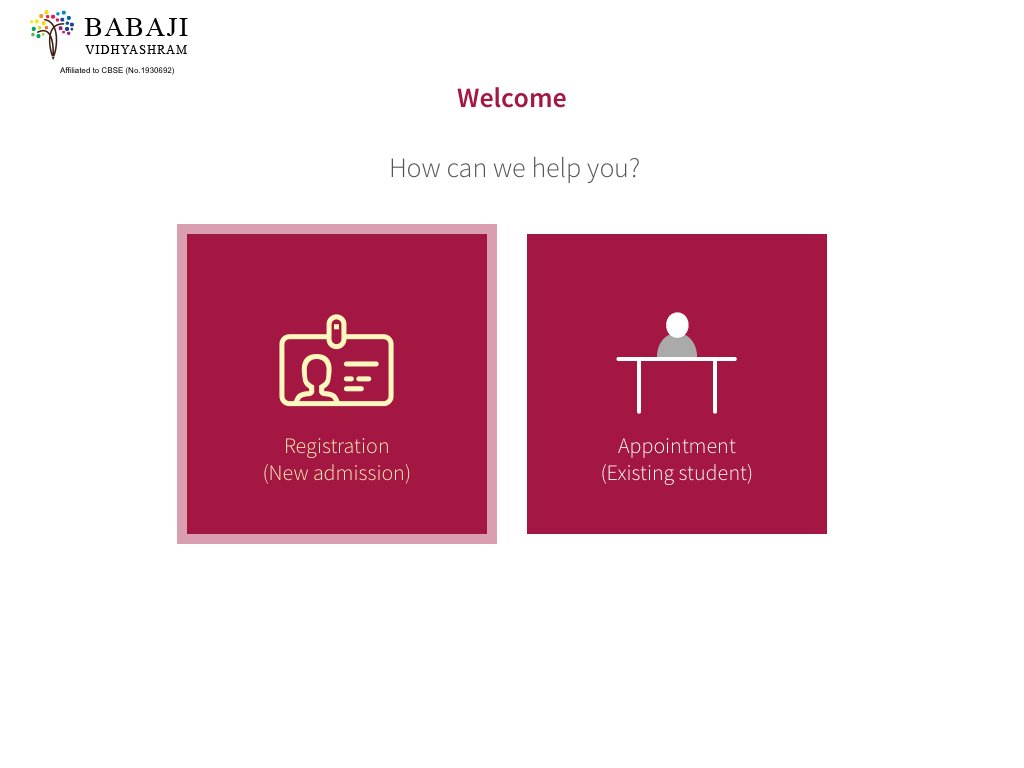 BABAJI
VIDHYASHRAM
Affiliated to CBSE (No.1930692)
Welcome
How can we help you?
Registration
(New admission)
Appointment
(Existing student)